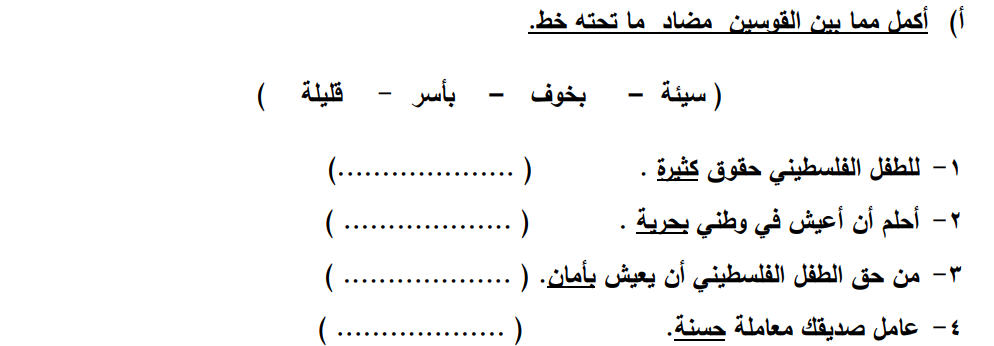 أ) أكمل مما بين القوسين مضاد ما تحته خط.
( سيئة – بخوف – بأسر - قليلة )
١- للطفل الفلسطيني حقوق كثيرة . ( ....................)
٢- أحلم أن أعيش في وطني بحرية . ( ................... )
٣- من حق الطفل الفلسطيني أن يعيش بأمان. ( ................... )
٤- عامل صديقك معاملة حسنة. ( ................... )